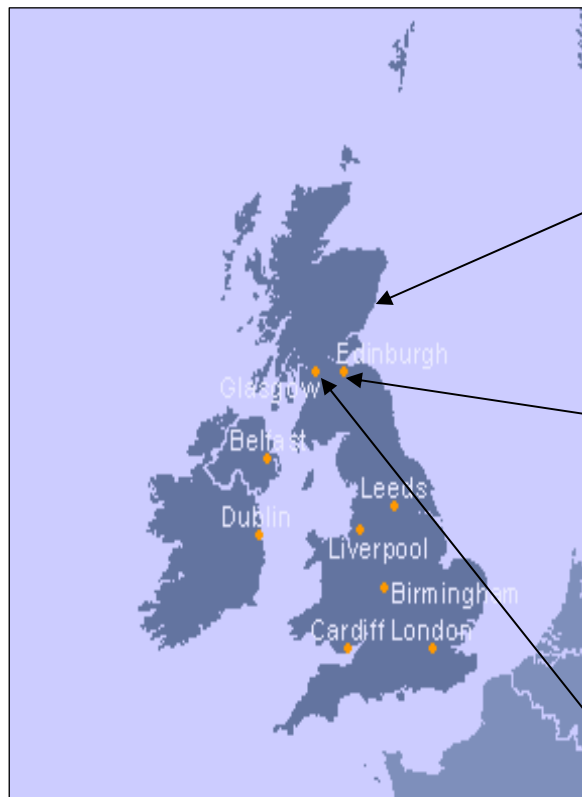 Edinburgh
Glasgow
Belfast
Leeds
Dublin
Liverpool
Birmingham
Cardiff London